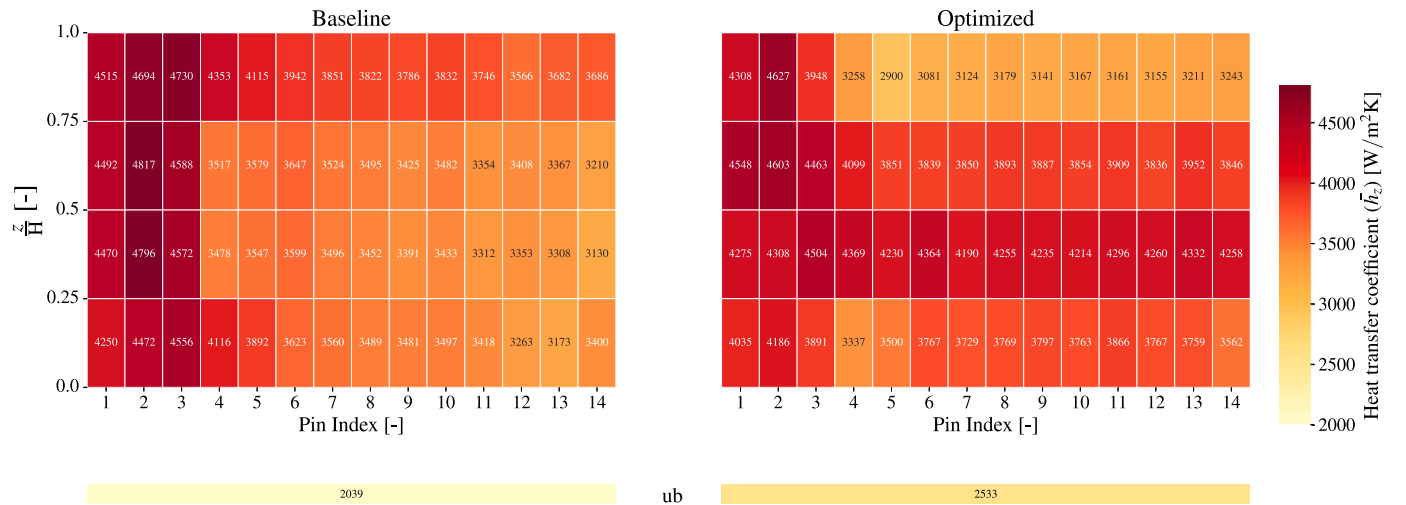 Baseline
Optimized
1.0
4515 4694 4730 4353 4115 3942 3851 3822 3786 3832 3746 3566 3682 3686
4308 4627 3948 3258 2900 3081 3124 3179 3141 3167 3161 3155 3211 3243
0.75
4492 4817 4588 3517 3579 3647 3524 3495 3425 3482 3354 3408 3367 3210
4548 4603 4463 4099 3851 3839 3850 3893 3887 3854 3909 3836 3952 3846
z/H [-]
0.5
4470 4796 4572 3478 3547 3599 3496 3452 3391 3433 3312 3353 3308 3130
4275 4308 4504 4369 4230 4364 4190 4255 4235 4214 4296 4260 4332 4258
0.25
4250 4472 4556 4116 3892 3623 3560 3489 3481 3497 3418 3263 3173 3400
4035 4186 3891 3337 3500 3767 3729 3769 3797 3763 3866 3767 3759 3562
0.0
1 2 3 4 5 6 7 8 9 10 11 12 13 14
1 2 3 4 5 6 7 8 9 10 11 12 13 14
Pin Index [-]
Pin Index [-]
4500
4000
3500
3000
2500
2000
Heat transfer coefficient (h̄_z) [W/m²K]
2039
ub
2533